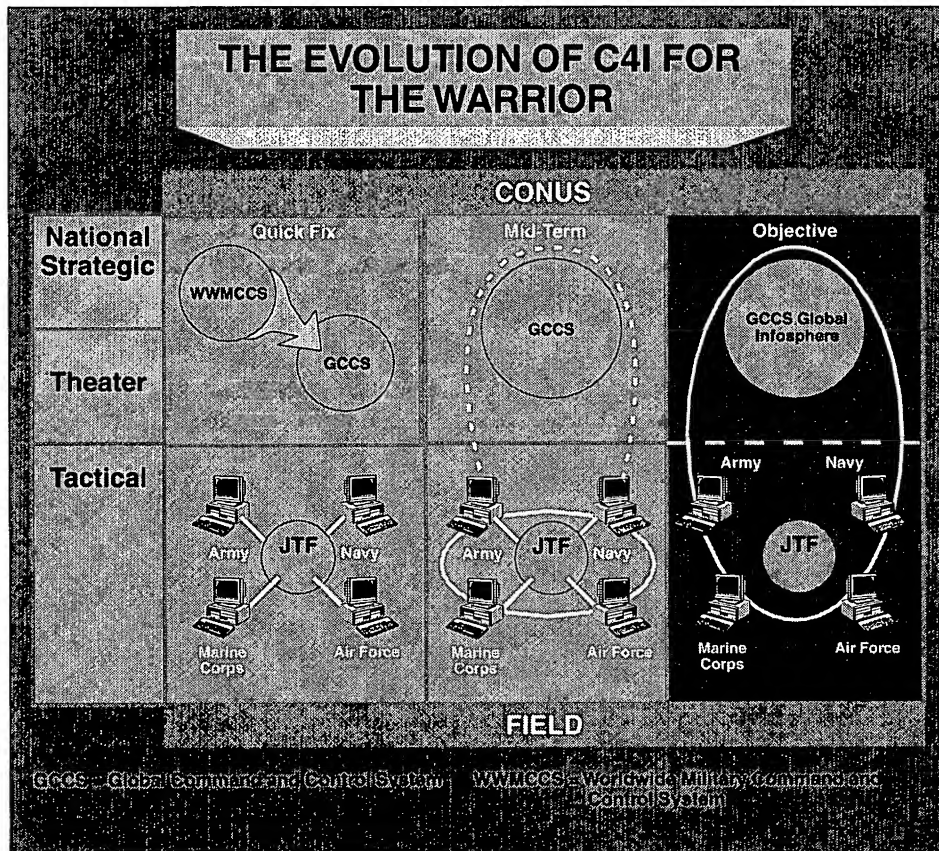 THE EVOLUTION OF C4I FOR
THE WARRIOR
CONUS
National
Strategic
Theater
Tactical
Quick Fix
WWMCCS
GCCS
Mid-Term
GCCS
Objective
GCCS Global
Infosphere
Army
Navy
JTF
Marine
Corps
Air Force
Army
Navy
JTF
Marine
Corps
Air Force
Army
Navy
JTF
Marine
Corps
Air Force
FIELD
GCCS - Global Command and Control System
WWMCCS - Worldwide Military Command and
Control System